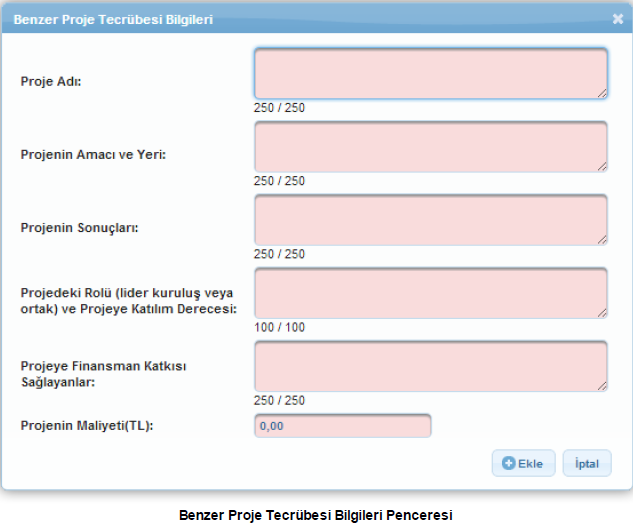 Benzer Proje Tecrübesi Bilgileri
Proje Adı:
250 / 250
Projenin Amacı ve Yeri:
250 / 250
Projenin Sonuçları:
250 / 250
Projedeki Rolü (lider kuruluş veya
ortak) ve Projeye Katılım Derecesi:
100 / 100
Projeye Finansman Katkısı
Sağlayanlar:
250 / 250
Projenin Maliyeti(TL):
0,00
Ekle
İptal
Benzer Proje Tecrübesi Bilgileri Penceresi